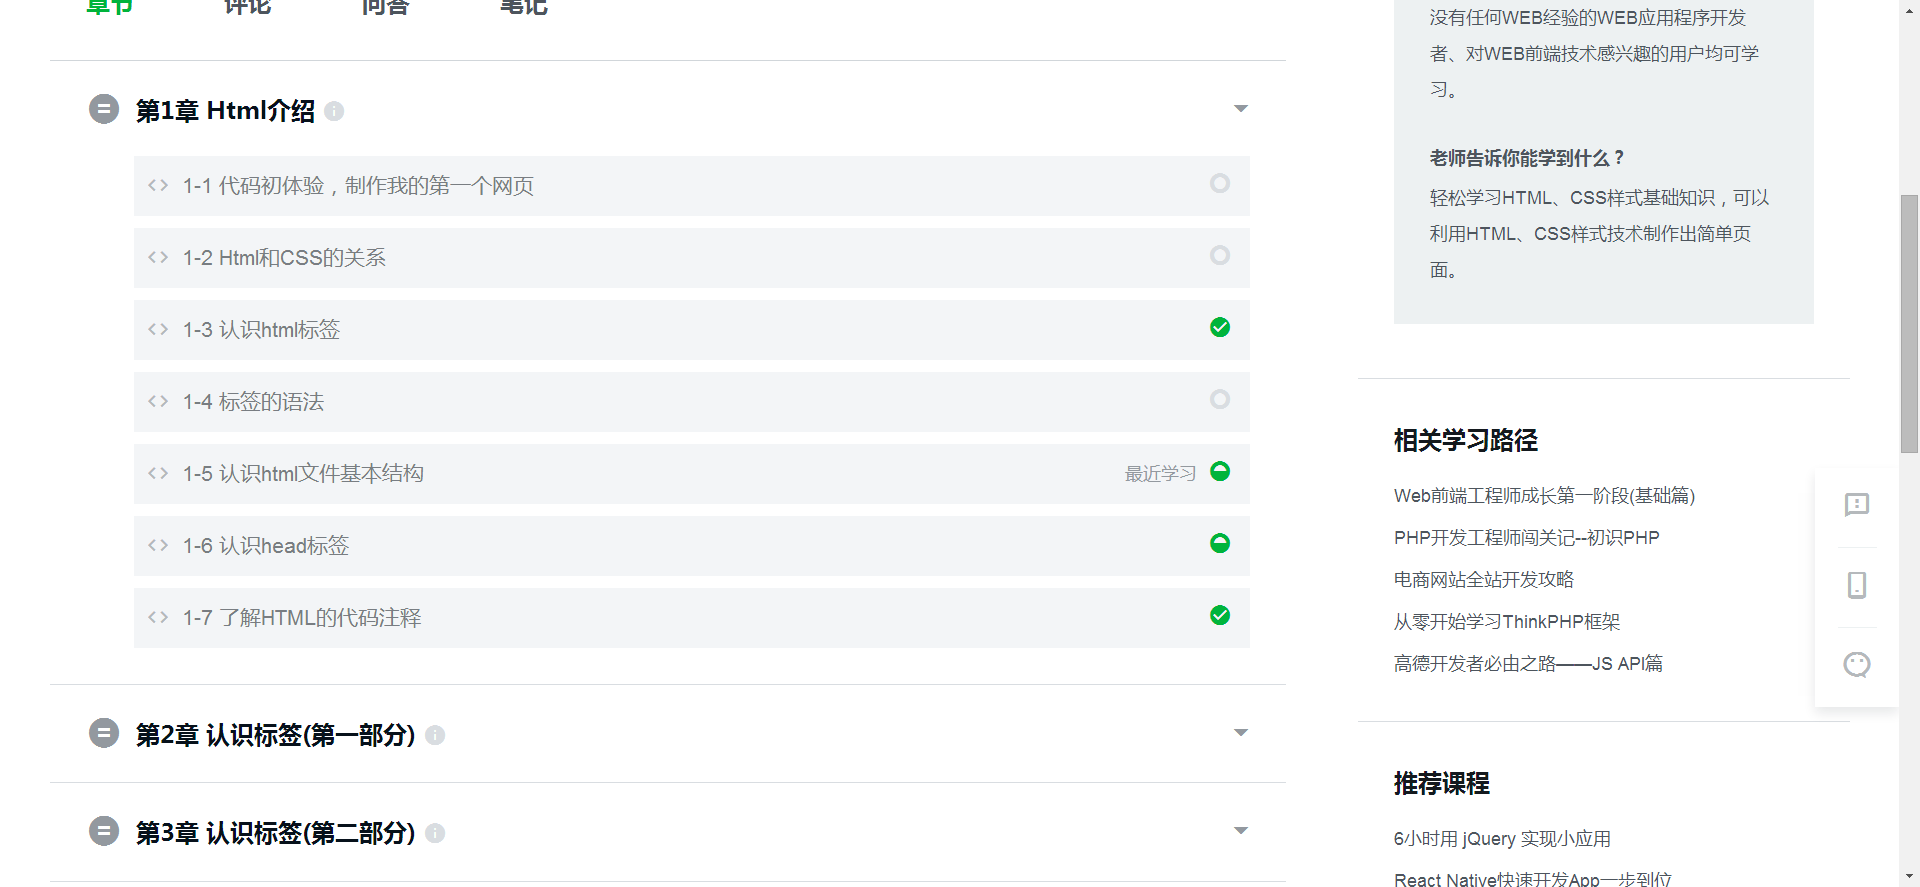 章节 评论 问答 笔记
第1章 Html介绍
1-1 代码初体验，制作我的第一个网页
1-2 Html和CSS的关系
1-3 认识html标签
1-4 标签的语法
1-5 认识html文件基本结构 最近学习
1-6 认识head标签
1-7 了解HTML的代码注释
第2章 认识标签(第一部分)
第3章 认识标签(第二部分)
没有任何WEB经验的WEB应用程序开发
者、对WEB前端技术感兴趣的用户均可学
习。
老师告诉你能学到什么？
轻松学习HTML、CSS样式基础知识，可以
利用HTML、CSS样式技术制作出简单页
面。
相关学习路径
Web前端工程师成长第一阶段(基础篇)
PHP开发工程师闯关记--初识PHP
电商网站全站开发攻略
从零开始学习ThinkPHP框架
高德开发者必由之路——JS API篇
推荐课程
6小时用 jQuery 实现小应用
React Native快速开发App一步到位